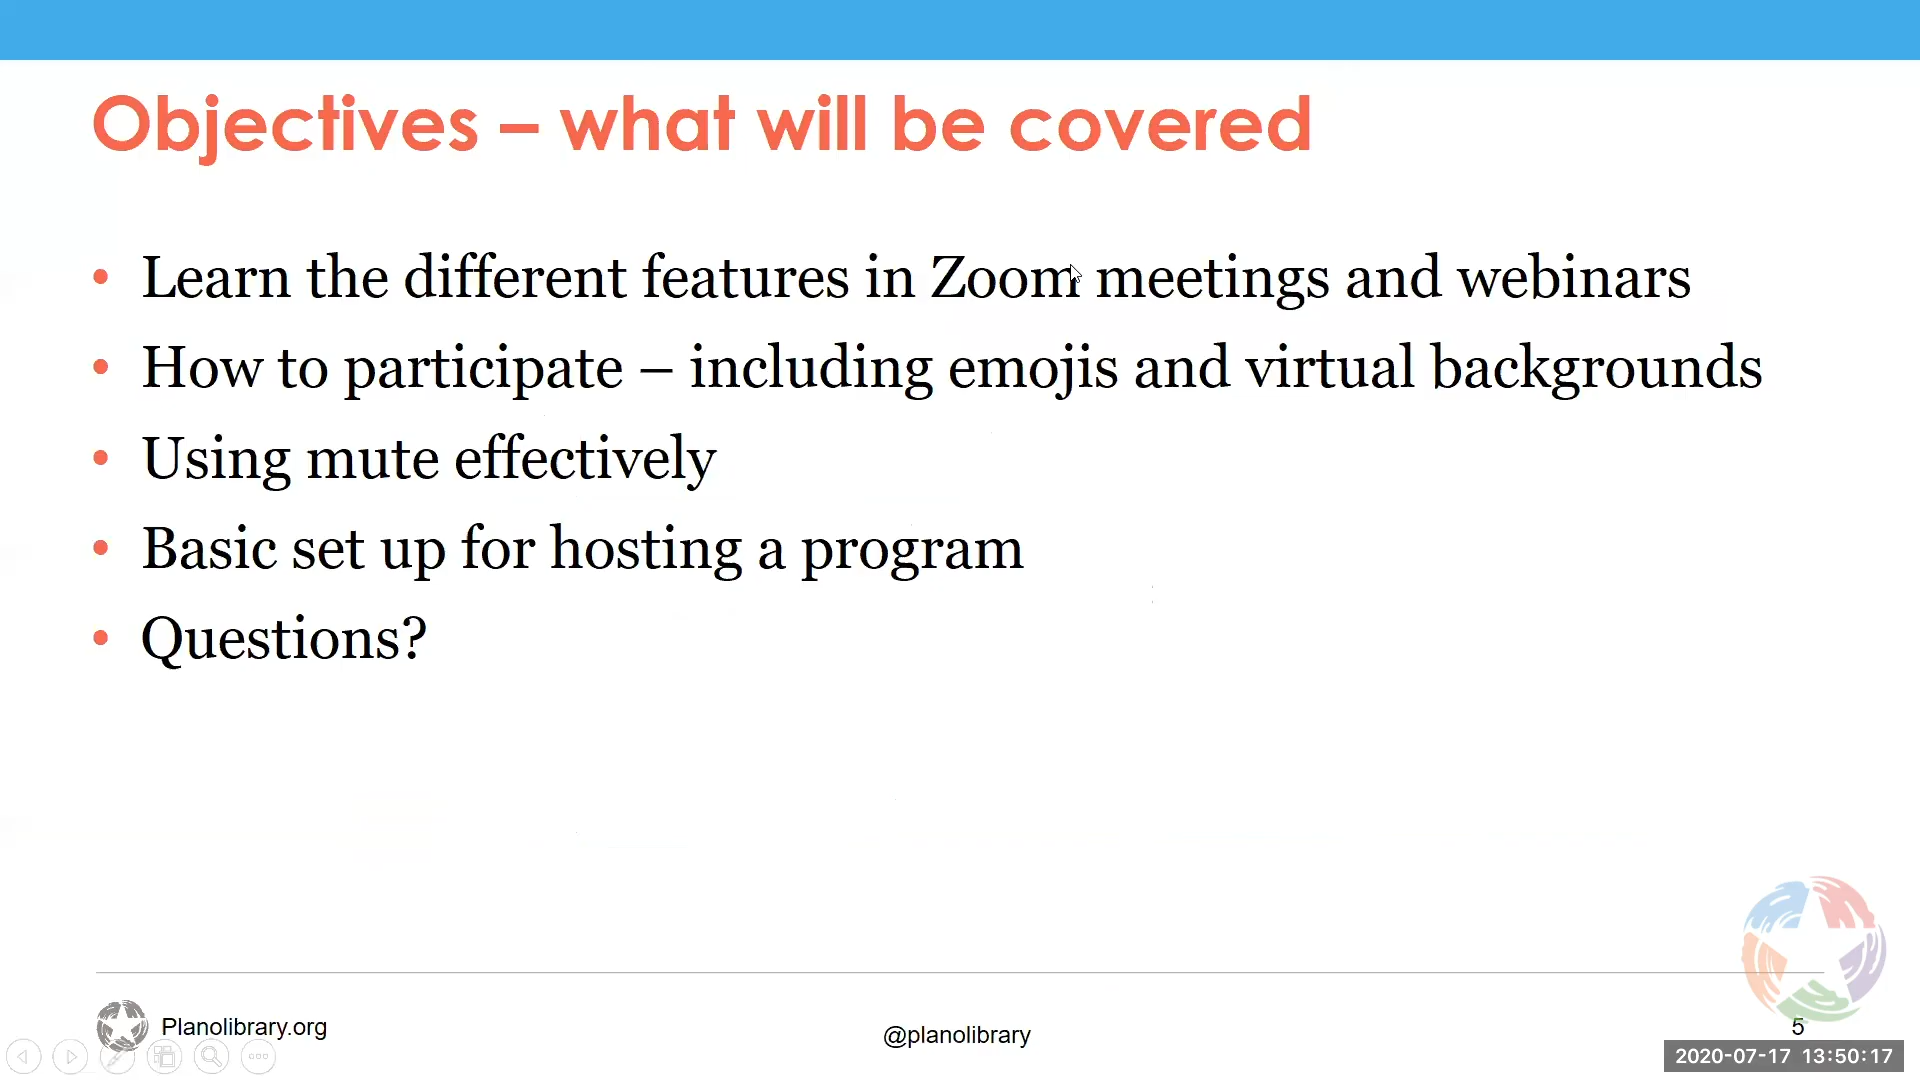 Objectives – what will be covered
• Learn the different features in Zoom meetings and webinars
• How to participate – including emojis and virtual backgrounds
• Using mute effectively
• Basic set up for hosting a program
• Questions?
Planolibrary.org
@planolibrary
5
2020-07-17 13:50:17